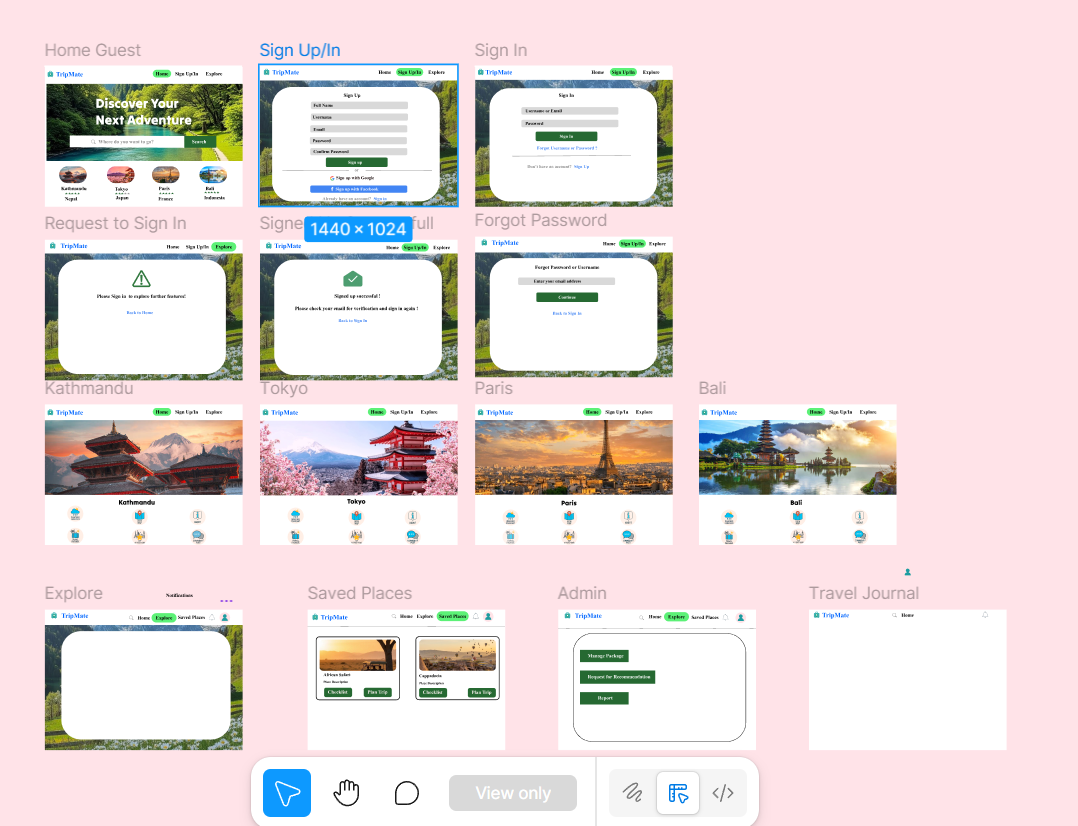 Home Guest
Sign Up/In
Sign In
TripMate
Home Sign Up/In Explore
Discover Your
Next Adventure
Where do you want to go?
Search
Kathmandu
Nepal
Tokyo
Japan
Paris
France
Bali
Indonesia
TripMate
Home Sign Up/In Explore
Sign Up
Full Name
Username
Email
Password
Confirm Password
Sign up
Sign up with Google
Sign up with Facebook
Already have an account? Sign in
TripMate
Home Sign Up/In Explore
Sign In
Username or Email
Password
Sign In
Forgot Username or Password ?
Don't have an account? Sign Up
Request to Sign In
Signe
full
1440 × 1024
Forgot Password
TripMate
Home Sign Up/In Explore
Please Sign in to explore further features!
Back to Home
TripMate
Home Sign Up/In Explore
Signed up successful !
Please check your email for verification and sign in again !
Back to Sign In
TripMate
Home Sign Up/In Explore
Forgot Password or Username
Enter your email address
Continue
Back to Sign In
Kathmandu
Tokyo
Paris
Bali
TripMate
Home Sign Up/In Explore
Kathmandu
TripMate
Home Sign Up/In Explore
Tokyo
TripMate
Home Sign Up/In Explore
Paris
TripMate
Home Sign Up/In Explore
Bali
Explore
Notifications
Saved Places
Admin
Travel Journal
TripMate
Home Explore Saved Places
TripMate
Home Explore Saved Places
African Safari
Place Description
Checklist
Plan Trip
Cappadocia
Place Description
Checklist
Plan Trip
TripMate
Home Explore Saved Places
Manage Package
Request for Recommendation
Report
TripMate
Home
View only